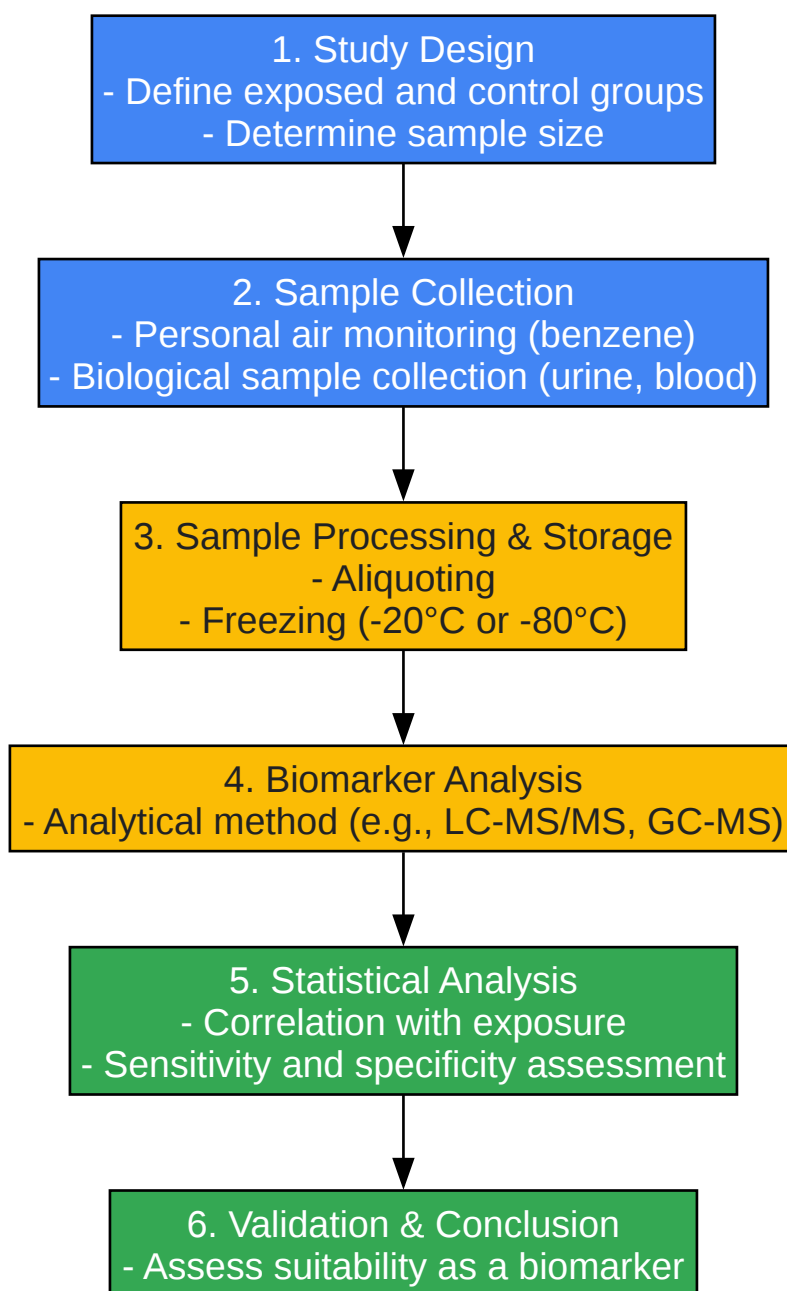 1. Study Design
- Define exposed and control groups
- Determine sample size
2. Sample Collection
- Personal air monitoring (benzene)
- Biological sample collection (urine, blood)
3. Sample Processing & Storage
- Aliquoting
- Freezing (-20°C or -80°C)
4. Biomarker Analysis
- Analytical method (e.g., LC-MS/MS, GC-MS)
5. Statistical Analysis
- Correlation with exposure
- Sensitivity and specificity assessment
6. Validation & Conclusion
- Assess suitability as a biomarker